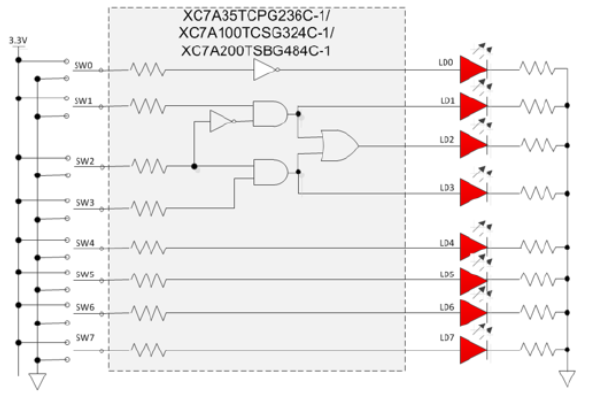 XC7A35TCPG236C-1/
XC7A100TCSG324C-1/
XC7A200TSBG484C-1
3.3V
SW0 LD0
SW1 LD1
SW2 LD2
SW3 LD3
SW4 LD4
SW5 LD5
SW6 LD6
SW7 LD7